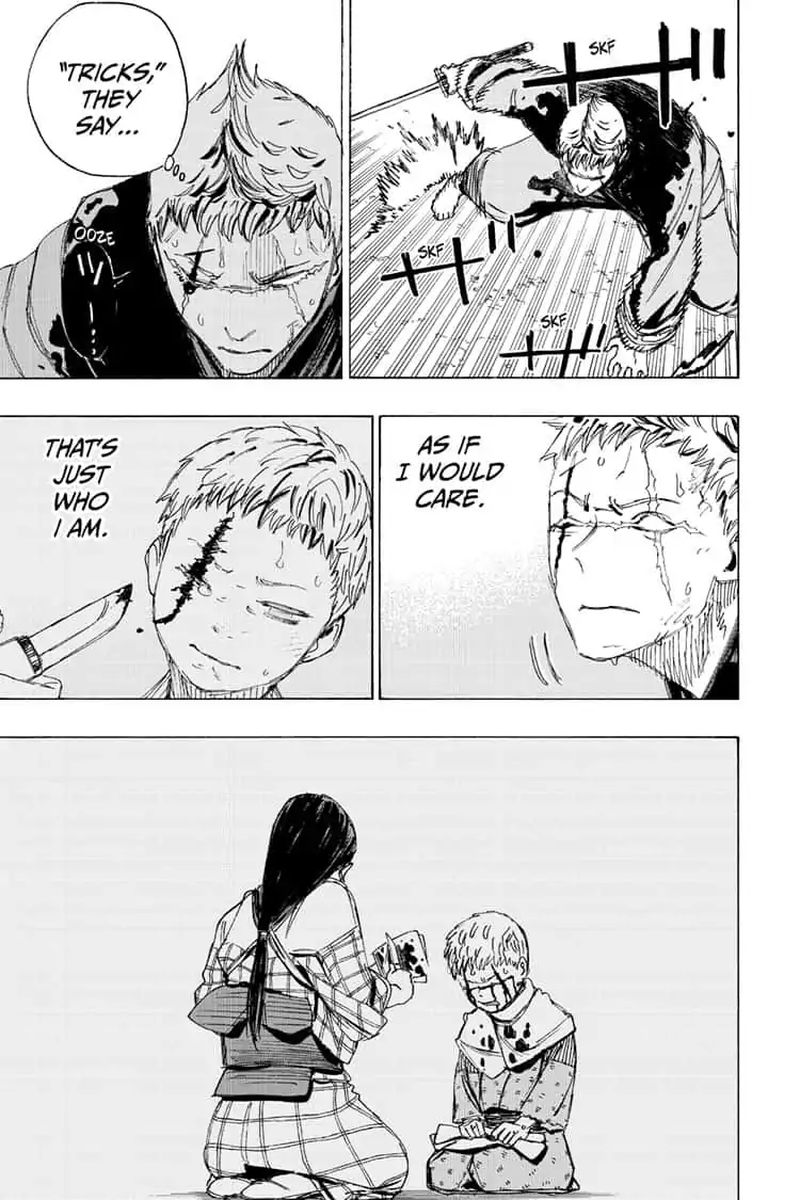 SKF
SKF
SKF
"TRICKS,"
THEY
SAY...
OOZE
AS IF
I WOULD
CARE.
THAT'S
JUST
WHO
I AM.